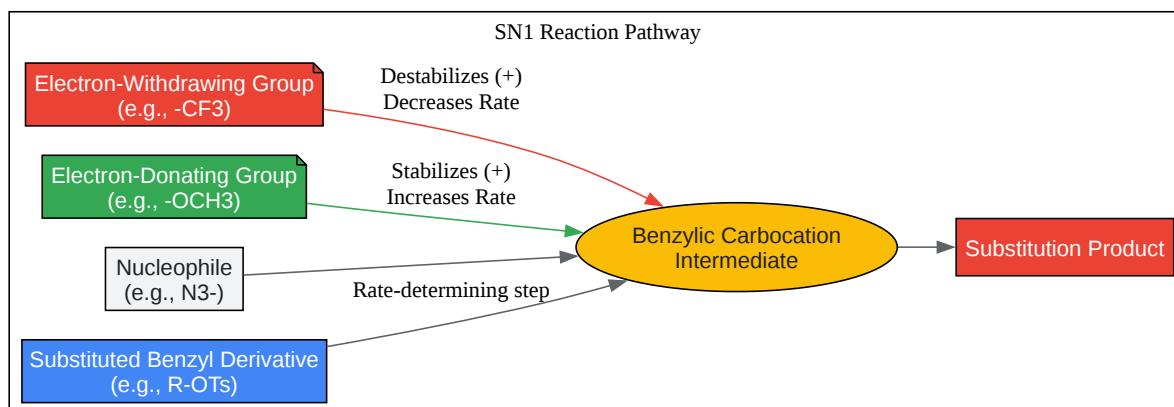 SN1 Reaction Pathway
Electron-Withdrawing Group
(e.g., -CF3)
Destabilizes (+)
Decreases Rate
Electron-Donating Group
(e.g., -OCH3)
Stabilizes (+)
Increases Rate
Benzylic Carbocation
Intermediate
Substitution Product
Nucleophile
(e.g., N3-)
Rate-determining step
Substituted Benzyl Derivative
(e.g., R-OTs)